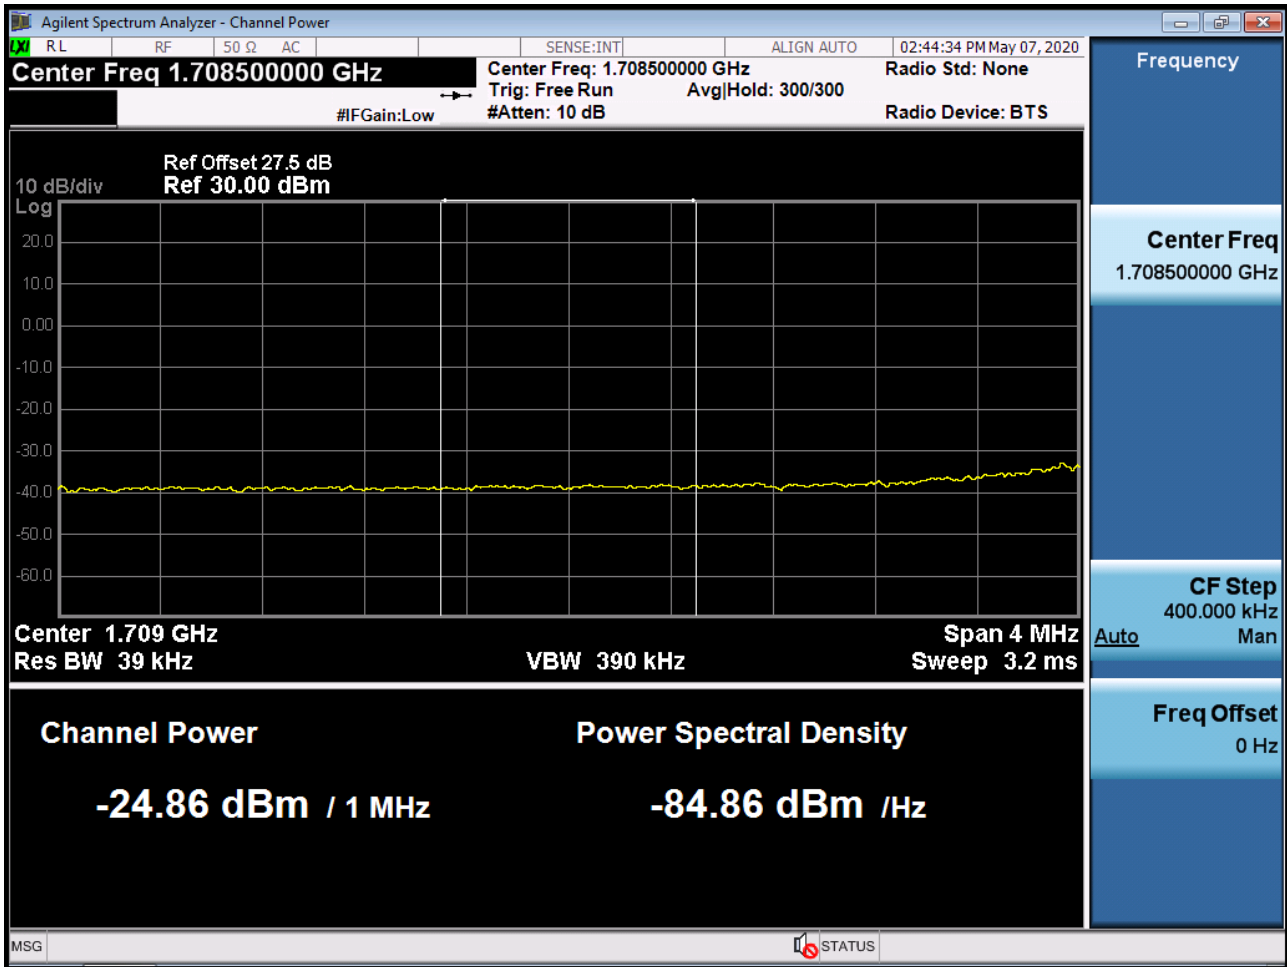 Agilent Spectrum Analyzer - Channel Power
LXI RL RF 50 Ω AC SENSE:INT ALIGN AUTO 02:44:34 PM May 07, 2020
Center Freq 1.708500000 GHz
Center Freq: 1.708500000 GHz Radio Std: None
Trig: Free Run Avg|Hold: 300/300
#IFGain:Low #Atten: 10 dB Radio Device: BTS
Ref Offset 27.5 dB
10 dB/div Ref 30.00 dBm
Log
20.0
10.0
0.00
-10.0
-20.0
-30.0
-40.0
-50.0
-60.0
Center 1.709 GHz Span 4 MHz
Res BW 39 kHz VBW 390 kHz Sweep 3.2 ms
Channel Power Power Spectral Density
-24.86 dBm / 1 MHz -84.86 dBm /Hz
Frequency
Center Freq
1.708500000 GHz
CF Step
400.000 kHz
Auto Man
Freq Offset
0 Hz
MSG STATUS